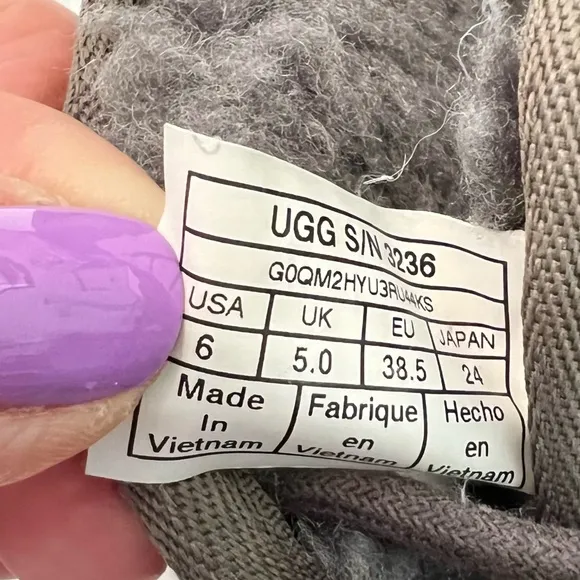 UGG S/N 3236
G0QM2HYU3RU44KS
USA UK EU JAPAN
6 5.0 38.5 24
Made Fabrique Hecho
In en en
Vietnam Vietnam Vietnam